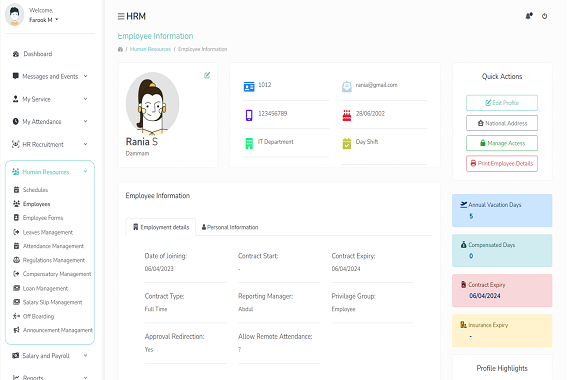 Welcome,
Farook M
Dashboard
Messages and Events
My Service
My Attendance
HR Recruitment
Human Resources
Schedules
Employees
Employee Forms
Leaves Management
Attendance Management
Regulations Management
Compensatory Management
Loan Management
Salary Slip Management
Off Boarding
Announcement Managament
Salary and Payroll
Reports
HRM
Employee Information
/ Human Resources / Employee Information
Rania S
Dammam
1012
rania@gmail.com
123456789
28/06/2002
IT Department
Day Shift
Employee Information
Employment details
Personal Information
Date of Joining:
06/04/2023
Contract Start:
-
Contract Expiry:
06/04/2024
Contract Type:
Full Time
Reporting Manager:
Abdul
Privilage Group:
Employee
Approval Redirection:
Yes
Allow Remote Attendance:
?
Quick Actions
Edit Profile
National Address
Manage Access
Print Employee Details
Annual Vacation Days
5
Compensated Days
0
Contract Expiry
06/04/2024
Insurance Expiry
-
Profile Highlights